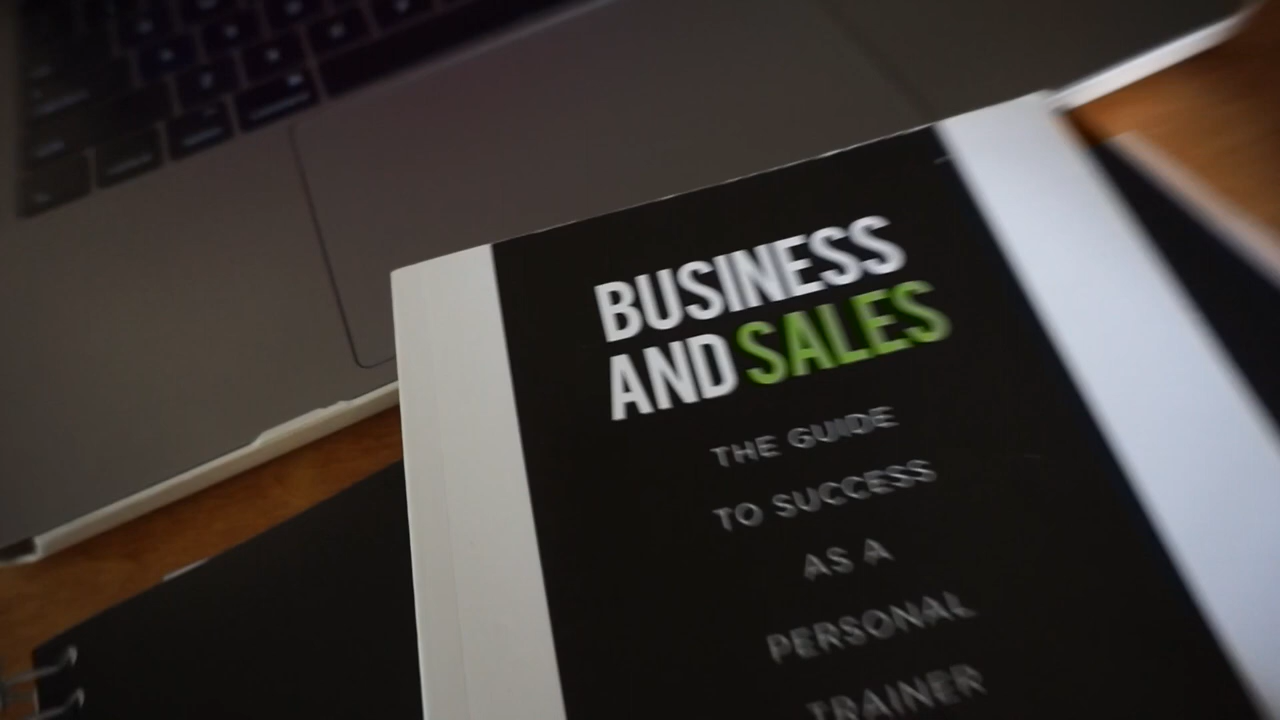 BUSINESS
AND SALES
THE GUIDE
TO SUCCESS
AS A
PERSONAL
TRAINER